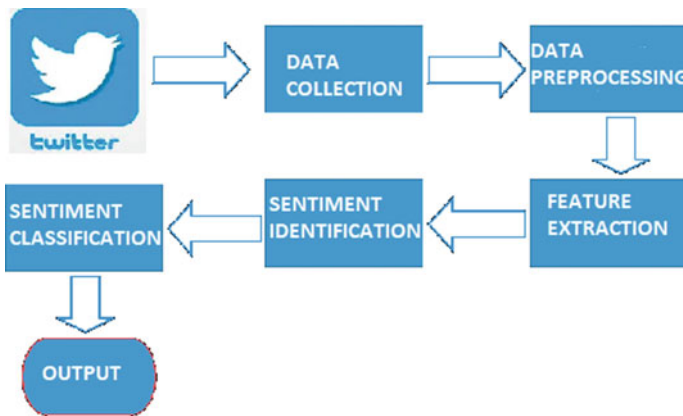 twitter
DATA
COLLECTION
DATA
PREPROCESSING
FEATURE
EXTRACTION
SENTIMENT
IDENTIFICATION
SENTIMENT
CLASSIFICATION
OUTPUT